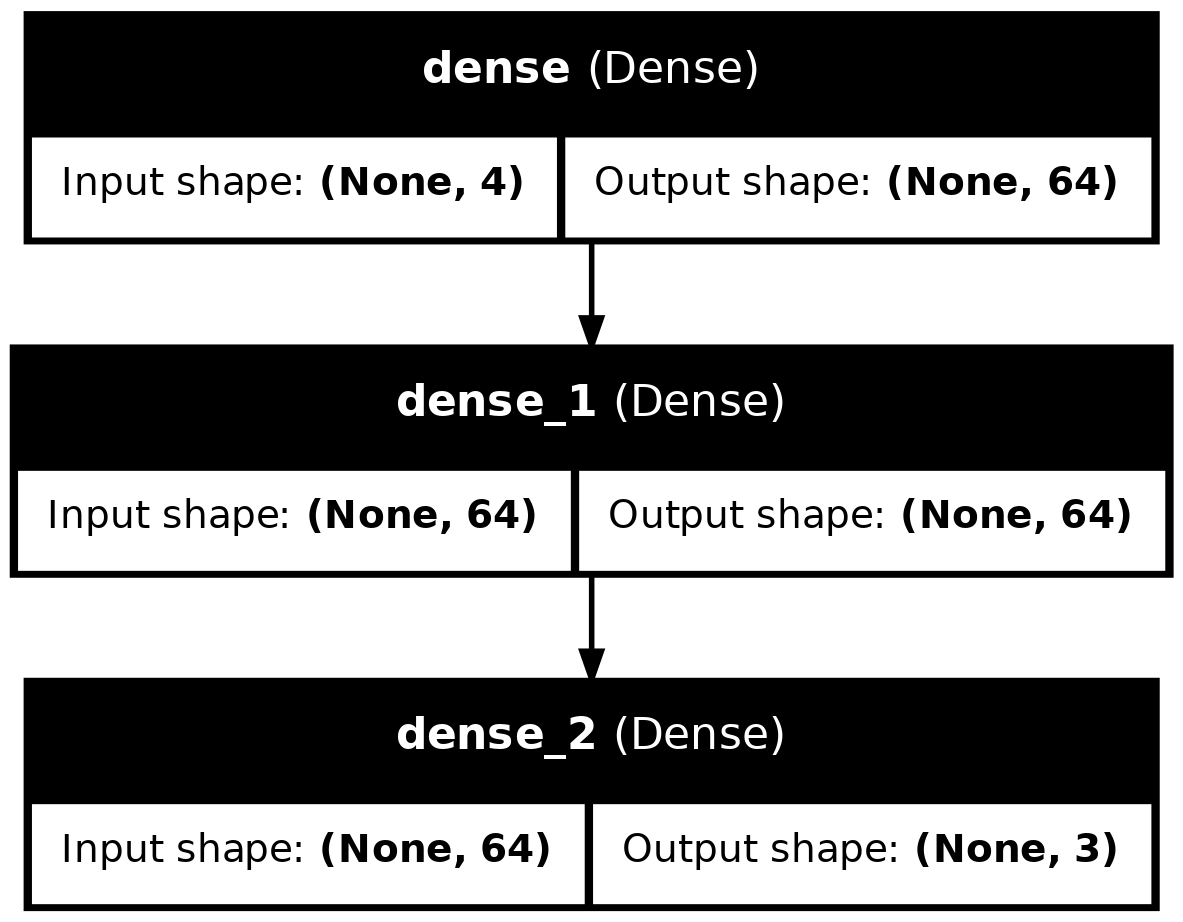 dense (Dense)
Input shape: (None, 4) Output shape: (None, 64)
dense_1 (Dense)
Input shape: (None, 64) Output shape: (None, 64)
dense_2 (Dense)
Input shape: (None, 64) Output shape: (None, 3)